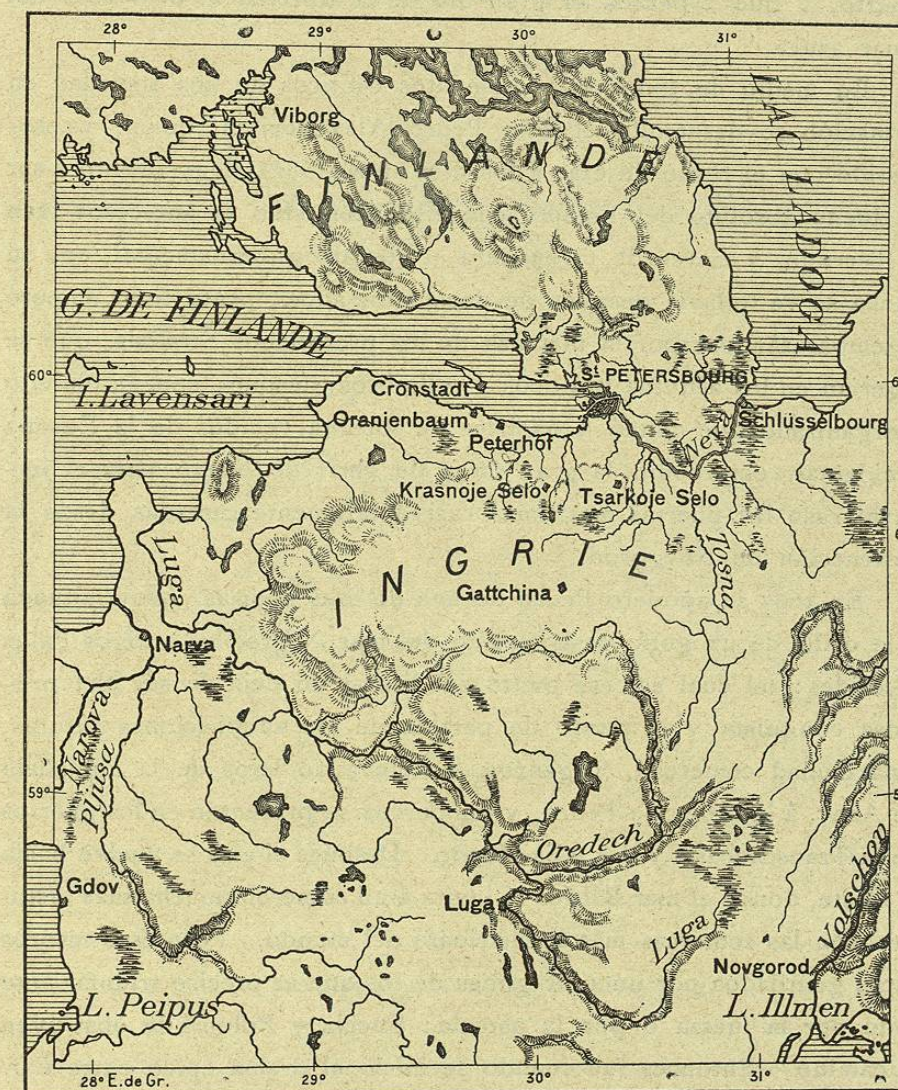 28° 29° 30° 31°
Viborg
FINLANDE
LAC LADOGA
G. DE FINLANDE
60°
St PETERSBOURG
I. Lavensari
Cronstadt
Oranienbaum
Schlüsselbourg
Peterhof
Neva
Krasnoje Selo
Tsarkoje Selo
Luga
INGRIE
Tosna
Gattchina
Narva
Narova
Pljusa
59°
Oredech
Gdov
Luga
Luga
Volschov
Novgorod
L. Peipus
L. Illmen
28° E. de Gr. 29° 30° 31°